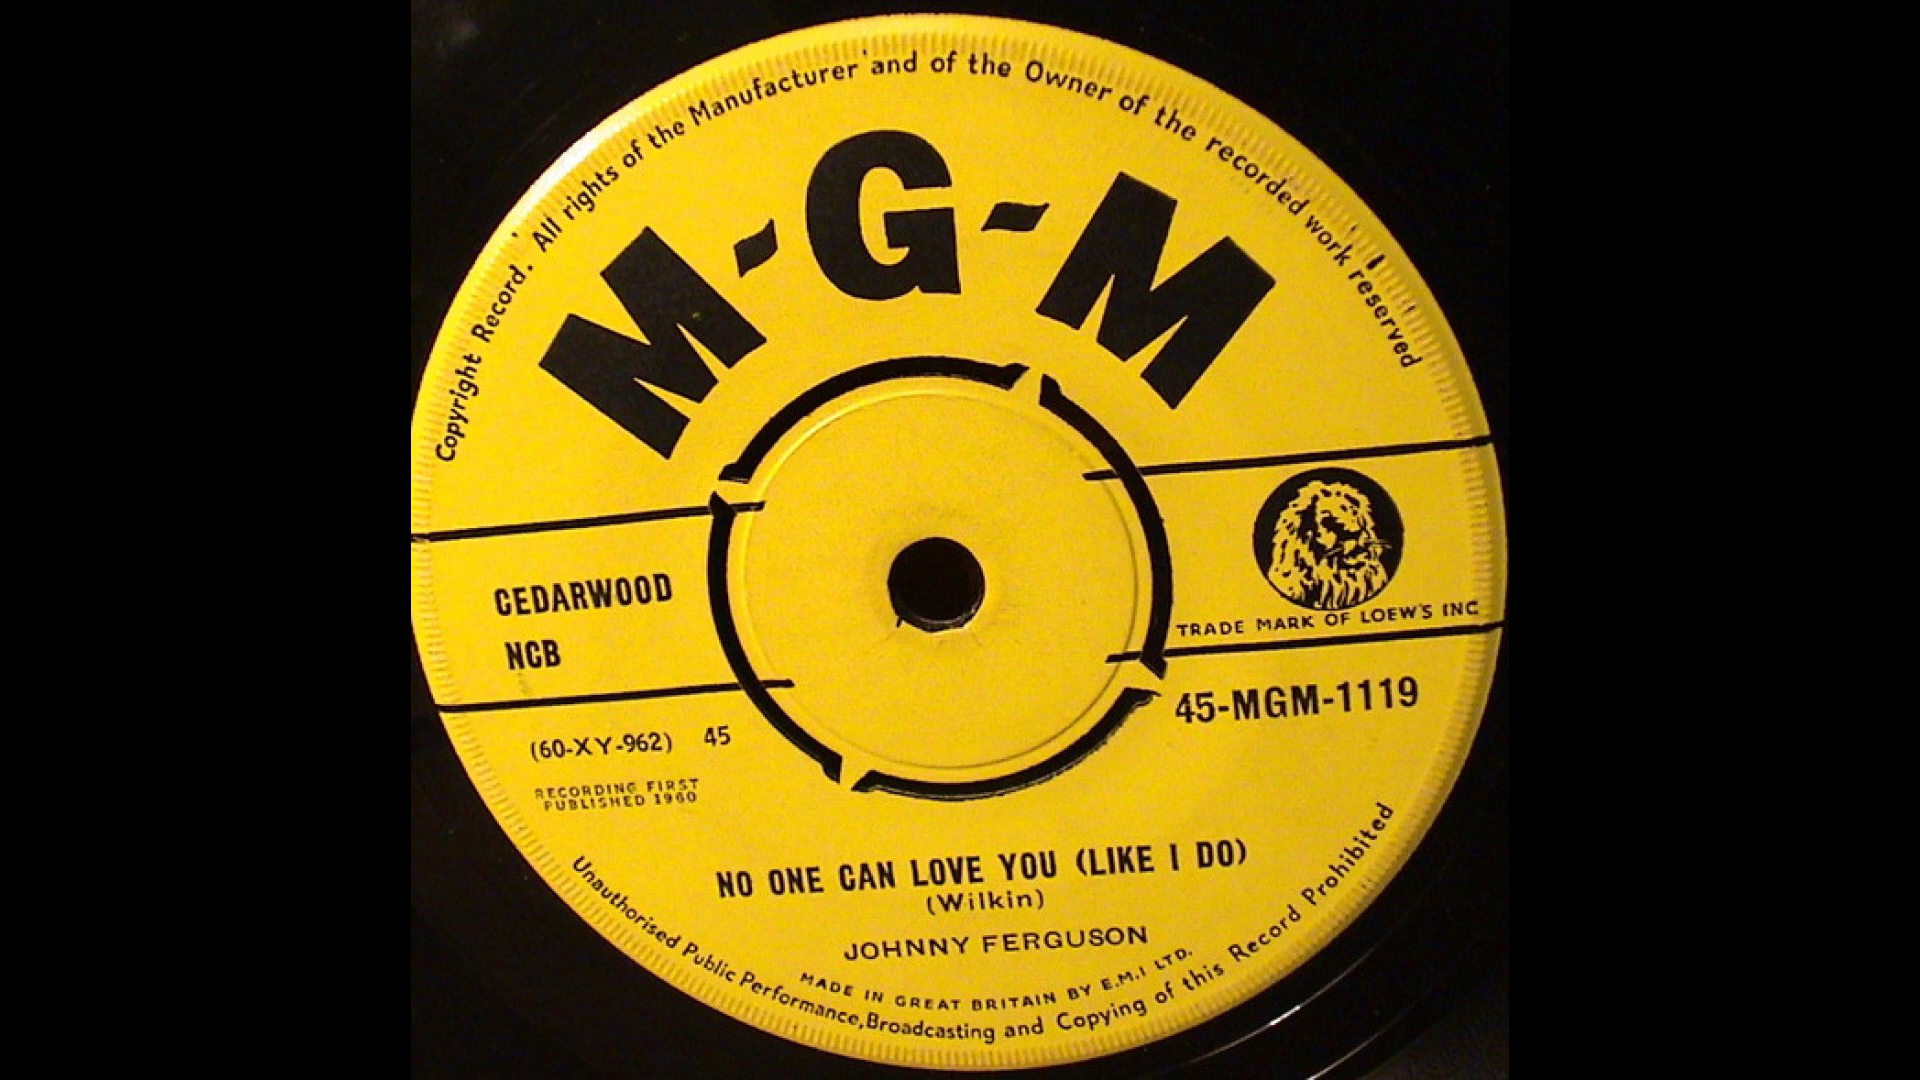 Copyright Record. All rights of the Manufacturer and of the Owner of the recorded work reserved
M-G-M
CEDARWOOD
NCB
TRADE MARK OF LOEW'S INC
45-MGM-1119
(60-XY-962) 45
RECORDING FIRST
PUBLISHED 1960
NO ONE CAN LOVE YOU (LIKE I DO)
(Wilkin)
JOHNNY FERGUSON
MADE IN GREAT BRITAIN BY E.M.I LTD.
Unauthorised Public Performance, Broadcasting and Copying of this Record Prohibited